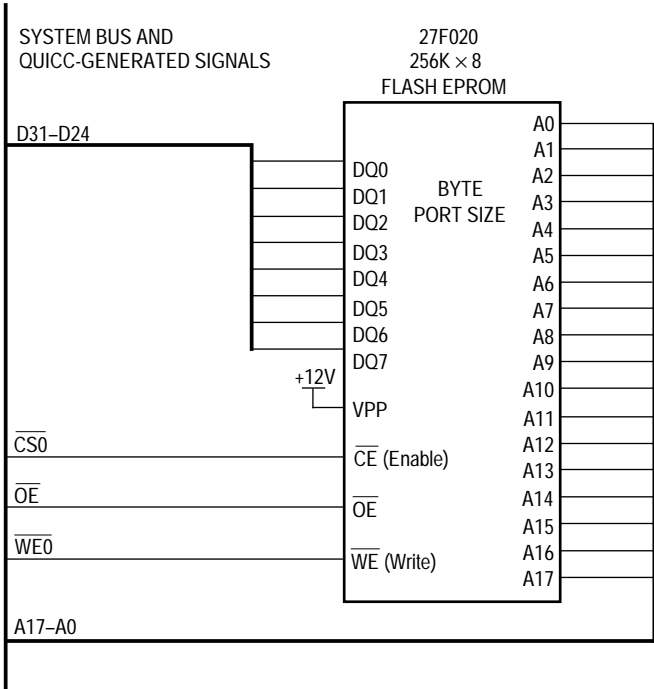 SYSTEM BUS AND
QUICC-GENERATED SIGNALS
27F020
256K × 8
FLASH EPROM
D31–D24
DQ0
DQ1
DQ2
DQ3
DQ4
DQ5
DQ6
DQ7
BYTE
PORT SIZE
A0
A1
A2
A3
A4
A5
A6
A7
A8
A9
A10
A11
A12
A13
A14
A15
A16
A17
+12V
VPP
CS0
CE (Enable)
OE
OE
WE0
WE (Write)
A17–A0